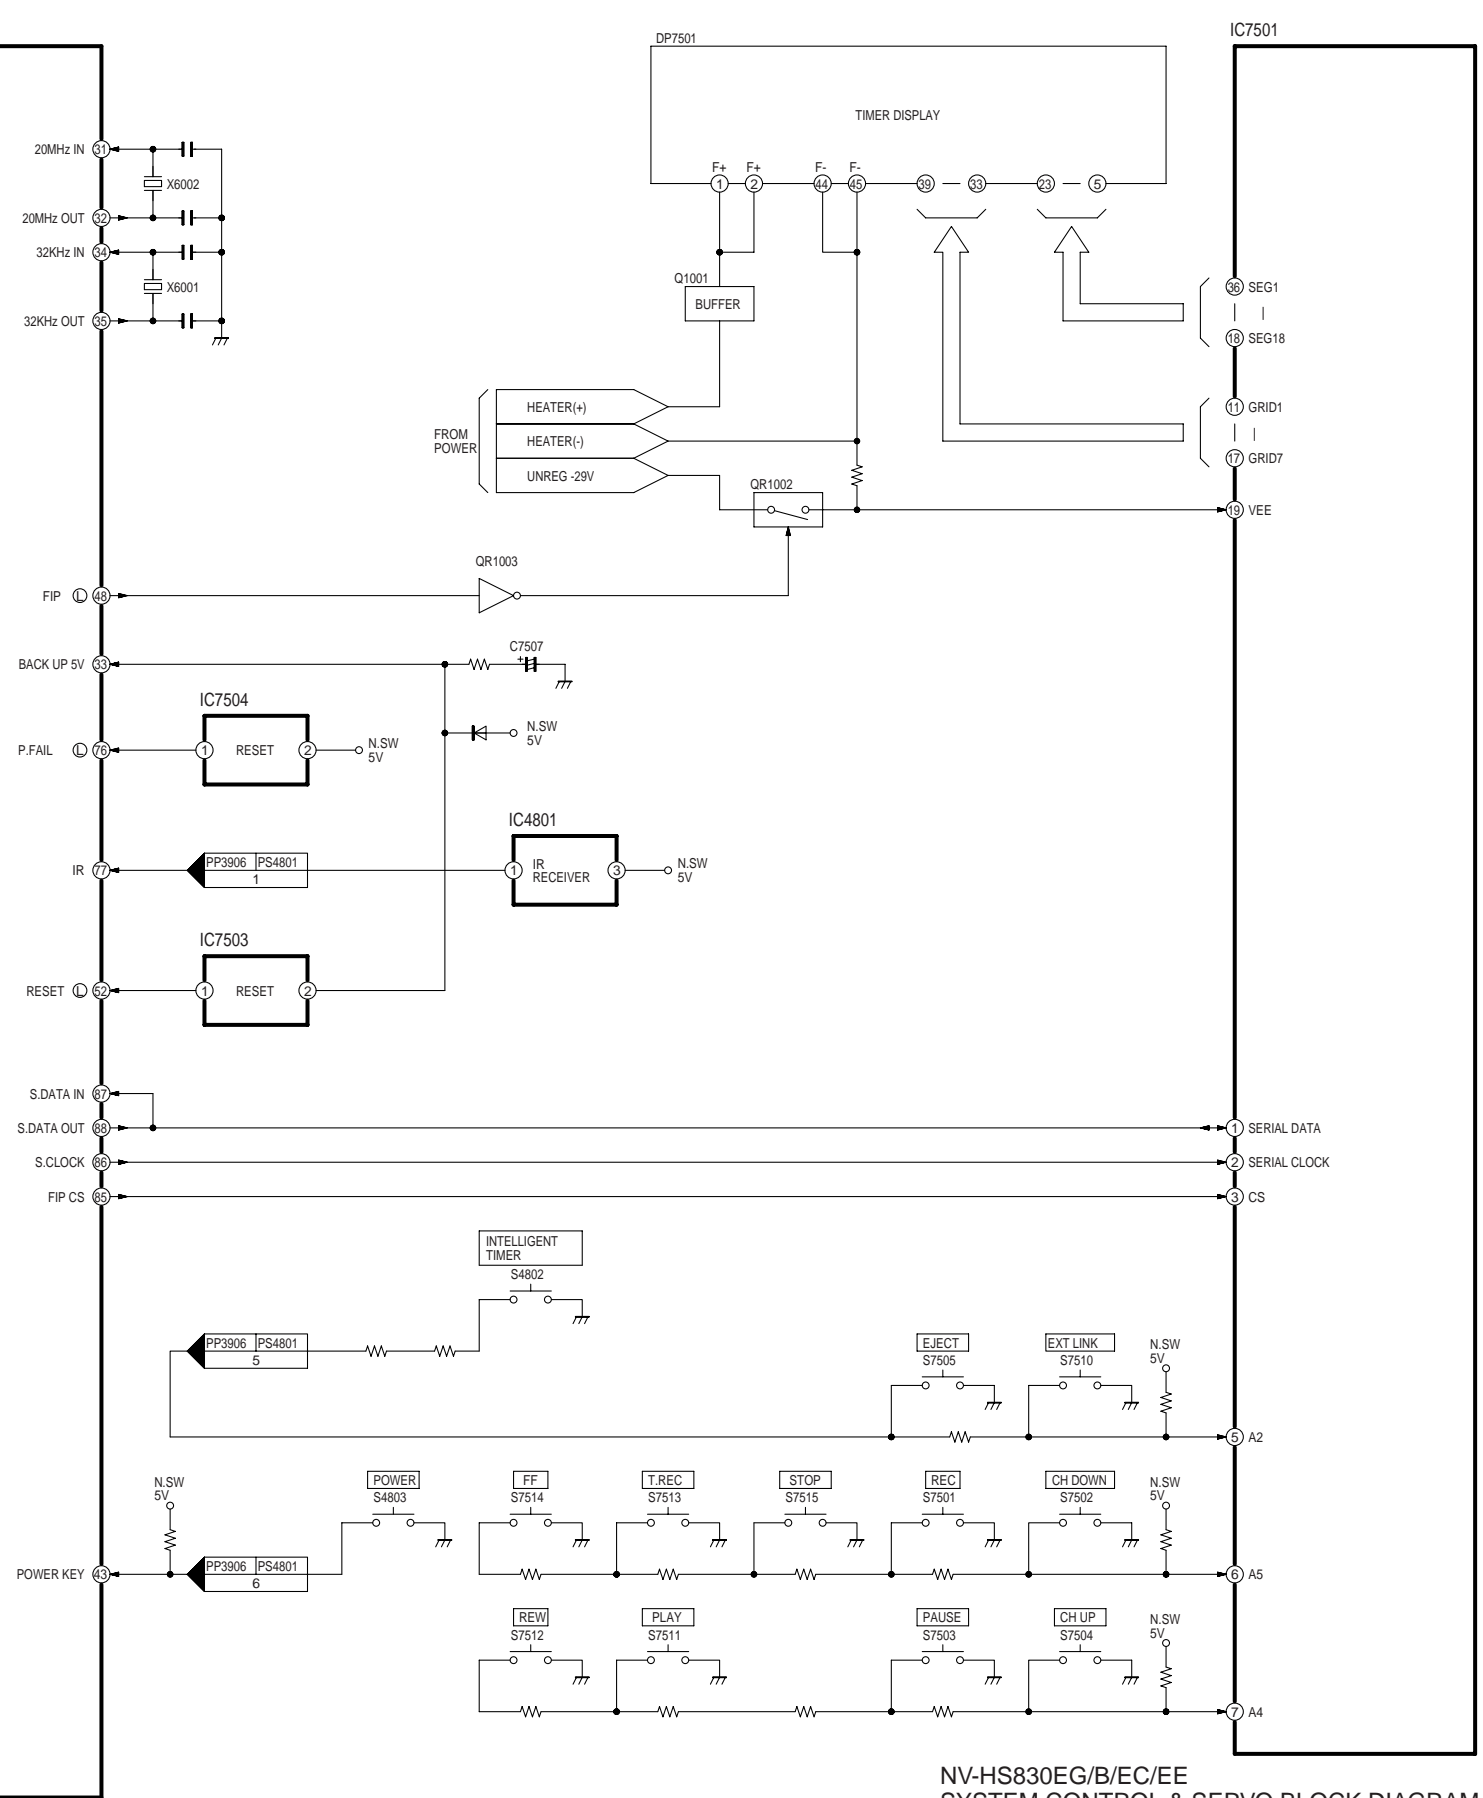 IC7501
DP7501
TIMER DISPLAY
20MHz IN 31
X6002
20MHz OUT 32
32KHz IN 34
X6001
32KHz OUT 35
F+ F+ F- F-
1 2 44 45 39 — 33 23 — 5
Q1001
BUFFER
36 SEG1
18 SEG18
11 GRID1
17 GRID7
FROM
POWER
HEATER(+)
HEATER(-)
UNREG -29V
QR1002
19 VEE
QR1003
FIP L 48
C7507
+
BACK UP 5V 33
IC7504
P.FAIL L 76
1 RESET 2
N.SW
5V
N.SW
5V
IC4801
IR 77
PP3906 PS4801
1
1 IR
RECEIVER 3
N.SW
5V
IC7503
RESET L 52
1 RESET 2
S.DATA IN 87
S.DATA OUT 88
1 SERIAL DATA
S.CLOCK 86
2 SERIAL CLOCK
FIP CS 85
3 CS
INTELLIGENT
TIMER
S4802
PP3906 PS4801
5
EJECT
S7505
EXT LINK
S7510
N.SW
5V
5 A2
N.SW
5V
POWER
S4803
FF
S7514
T.REC
S7513
STOP
S7515
REC
S7501
CH DOWN
S7502
N.SW
5V
POWER KEY 43
PP3906 PS4801
6
6 A5
REW
S7512
PLAY
S7511
PAUSE
S7503
CH UP
S7504
N.SW
5V
7 A4
NV-HS830EG/B/EC/EE
SYSTEM CONTROL & SERVO BLOCK DIAGRAM